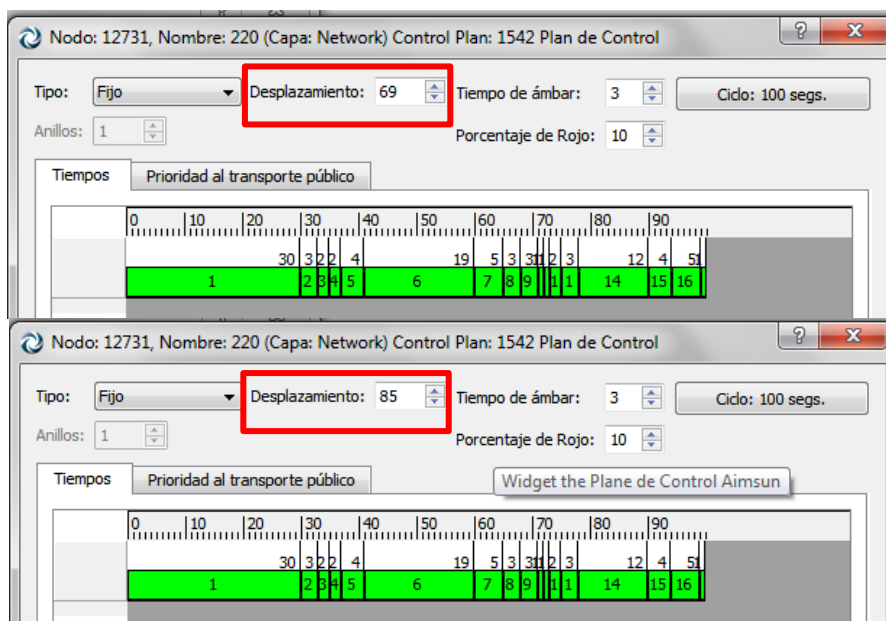 Nodo: 12731, Nombre: 220 (Capa: Network) Control Plan: 1542 Plan de Control
Tipo: Fijo Desplazamiento: 69 Tiempo de ámbar: 3 Ciclo: 100 segs.
Anillos: 1 Porcentaje de Rojo: 10
Tiempos Prioridad al transporte público
0 10 20 30 40 50 60 70 80 90
30 3 2 2 4 19 5 3 3 1 1 2 3 12 4 5 1
1 2 3 4 5 6 7 8 9 1 1 14 15 16
Nodo: 12731, Nombre: 220 (Capa: Network) Control Plan: 1542 Plan de Control
Tipo: Fijo Desplazamiento: 85 Tiempo de ámbar: 3 Ciclo: 100 segs.
Anillos: 1 Porcentaje de Rojo: 10
Tiempos Prioridad al transporte público Widget the Plane de Control Aimsun
0 10 20 30 40 50 60 70 80 90
30 3 2 2 4 19 5 3 3 1 1 2 3 12 4 5 1
1 2 3 4 5 6 7 8 9 1 1 14 15 16